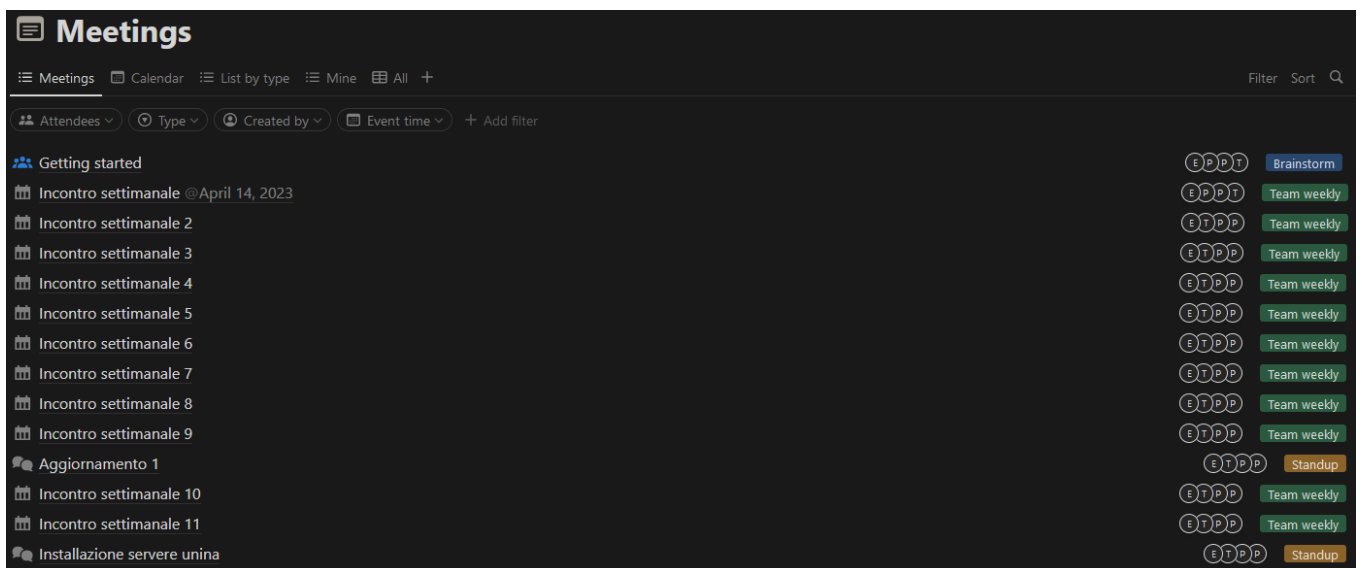 Meetings
Meetings Calendar List by type Mine All + Filter Sort
Attendees Type Created by Event time + Add filter
Getting started E P P T Brainstorm
Incontro settimanale @April 14, 2023 E P P T Team weekly
Incontro settimanale 2 E T P P Team weekly
Incontro settimanale 3 E T P P Team weekly
Incontro settimanale 4 E T P P Team weekly
Incontro settimanale 5 E T P P Team weekly
Incontro settimanale 6 E T P P Team weekly
Incontro settimanale 7 E T P P Team weekly
Incontro settimanale 8 E T P P Team weekly
Incontro settimanale 9 E T P P Team weekly
Aggiornamento 1 E T P P Standup
Incontro settimanale 10 E T P P Team weekly
Incontro settimanale 11 E T P P Team weekly
Installazione servere unina E T P P Standup